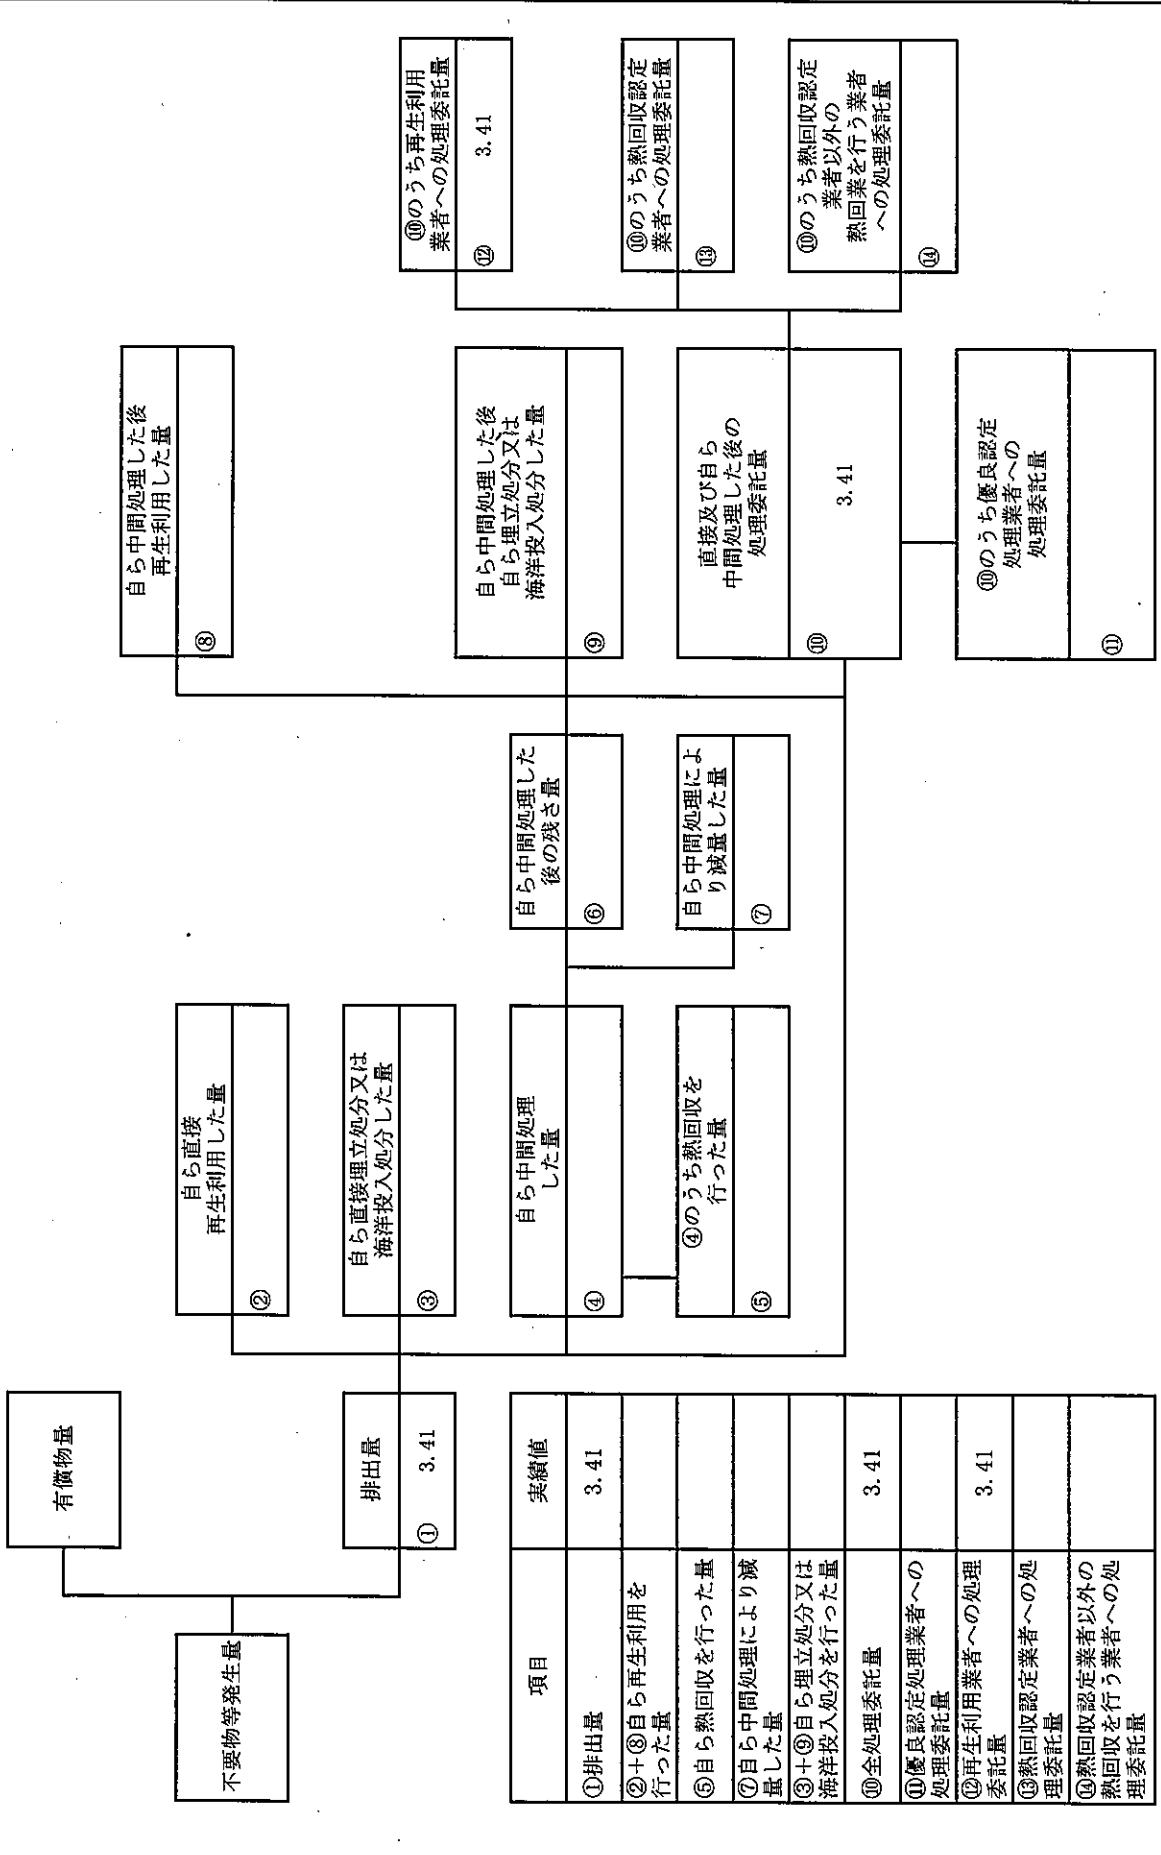 不要物等発生量
有償物量
排出量
① 3.41
自ら直接
再生利用した量
②
自ら直接埋立処分又は
海洋投入処分した量
③
自ら中間処理
した量
④
④のうち熱回収を
行った量
⑤
自ら中間処理した
後の残さ量
⑥
自ら中間処理によ
り減量した量
⑦
自ら中間処理した後
再生利用した量
⑧
自ら中間処理した後
自ら埋立処分又は
海洋投入処分した量
⑨
直接及び自ら
中間処理した後の
処理委託量
⑩ 3.41
⑩のうち優良認定
処理業者への
処理委託量
⑪
⑩のうち再生利用
業者への処理委託量
⑫ 3.41
⑩のうち熱回収認定
業者への処理委託量
⑬
⑩のうち熱回収認定
業者以外の
熱回業を行う業者
への処理委託量
⑭
項目 実績値
①排出量 3.41
②+⑧自ら再生利用を
行った量
⑤自ら熱回収を行った量
⑦自ら中間処理により減
量した量
③+⑨自ら埋立処分又は
海洋投入処分を行った量
⑩全処理委託量 3.41
⑪優良認定処理業者への
処理委託量
⑫再生利用業者への処理
委託量 3.41
⑬熱回収認定業者への処
理委託量
⑭熱回収認定業者以外の
熱回収を行う業者への処
理委託量